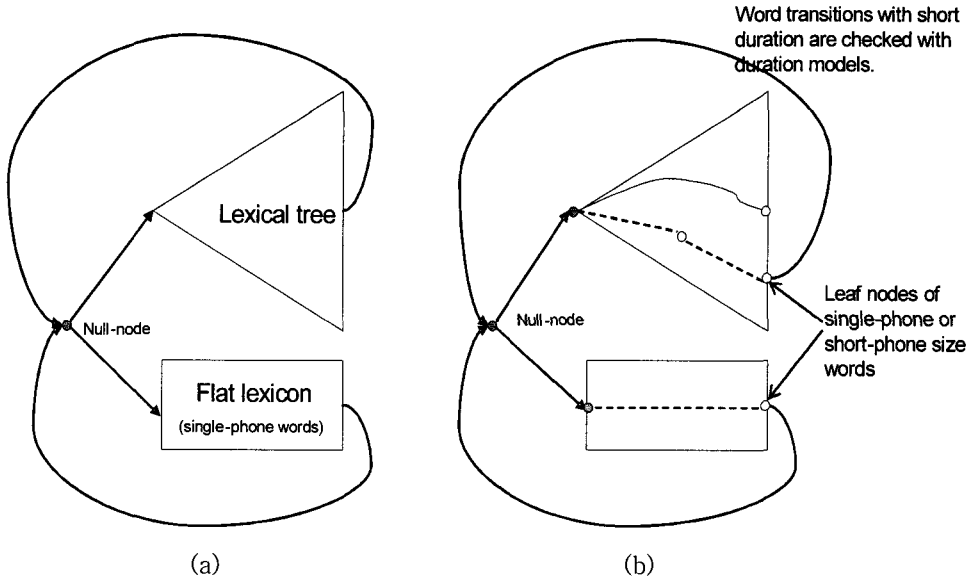 Word transitions with short
duration are checked with
duration models.
Lexical tree
Null-node
Flat lexicon
(single-phone words)
Null-node
Leaf nodes of
single-phone or
short-phone size
words
(a)
(b)